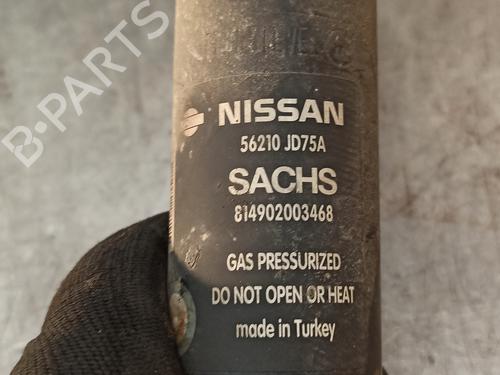 B-PARTS
NISSAN
56210 JD75A
SACHS
814902003468
GAS PRESSURIZED
DO NOT OPEN OR HEAT
made in Turkey